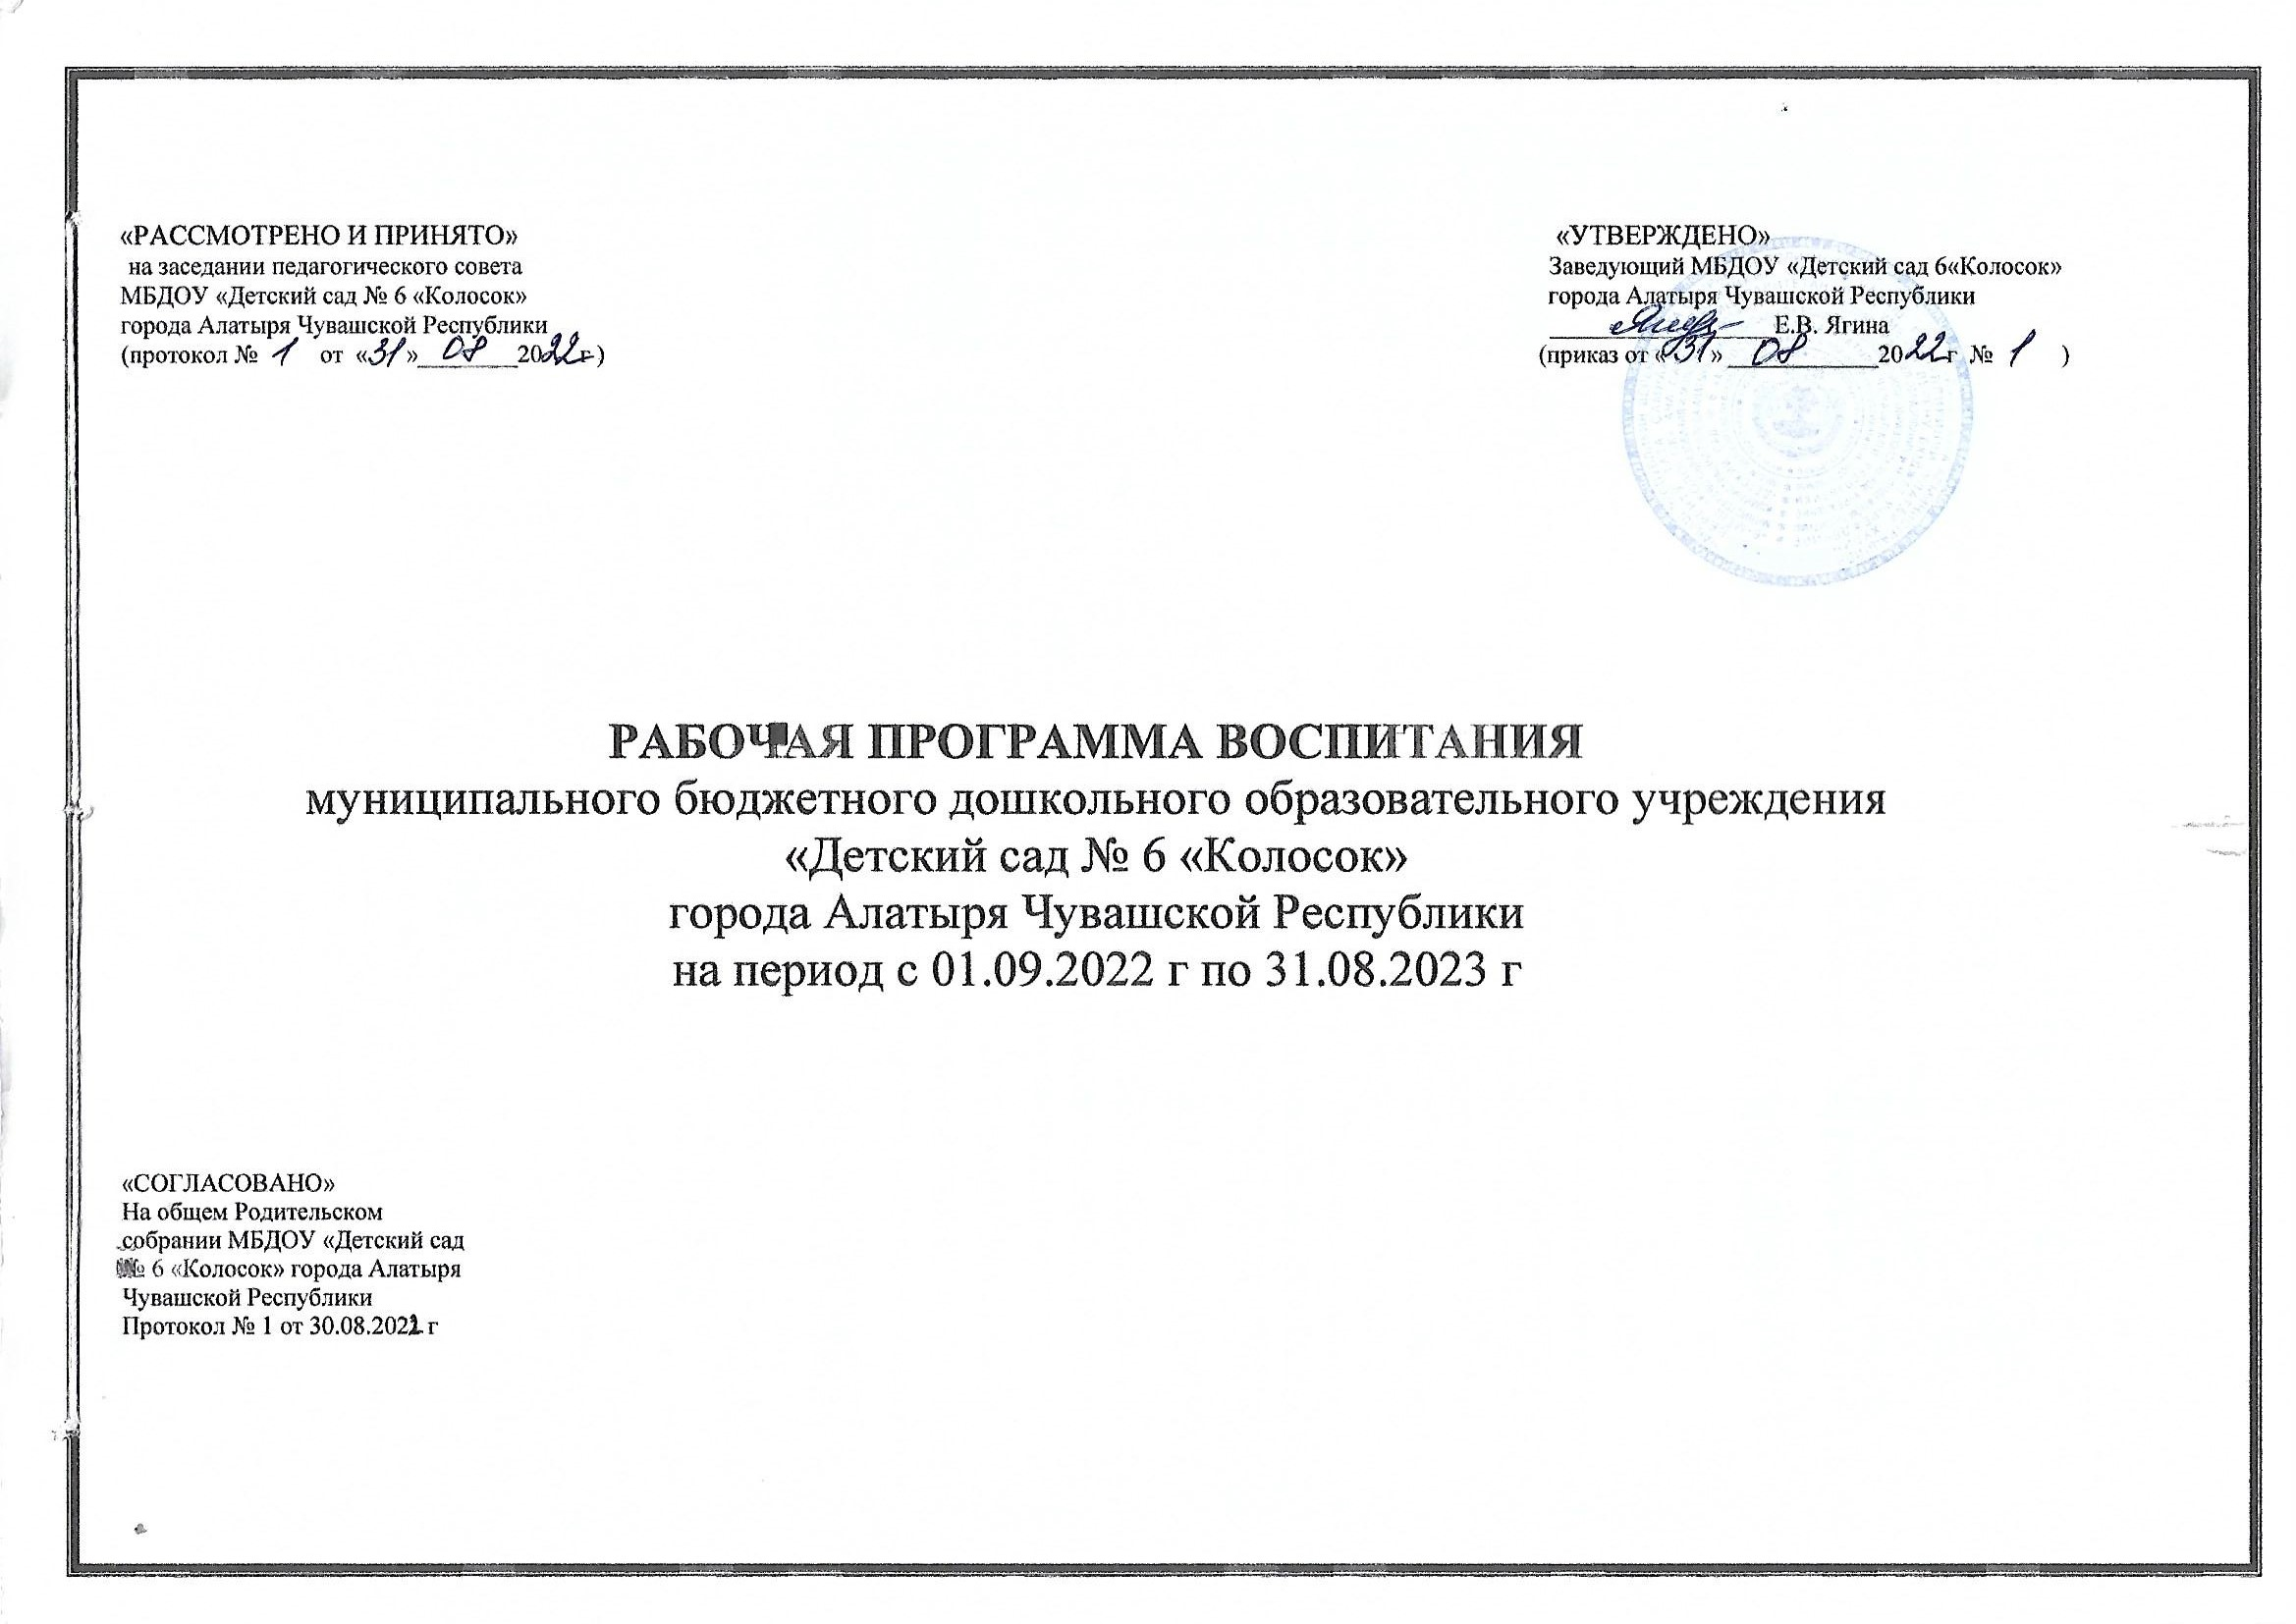 «РАССМОТРЕНО И ПРИНЯТО»
на заседании педагогического совета
МБДОУ «Детский сад № 6 «Колосок»
города Алатыря Чувашской Республики
(протокол № 1 от «31» 08 2022г)
«УТВЕРЖДЕНО»
Заведующий МБДОУ «Детский сад 6«Колосок»
города Алатыря Чувашской Республики
Е.В. Ягина
(приказ от «31» 08 2022г № 1 )
РАБОЧАЯ ПРОГРАММА ВОСПИТАНИЯ
муниципального бюджетного дошкольного образовательного учреждения
«Детский сад № 6 «Колосок»
города Алатыря Чувашской Республики
на период с 01.09.2022 г по 31.08.2023 г
«СОГЛАСОВАНО»
На общем Родительском
собрании МБДОУ «Детский сад
№ 6 «Колосок» города Алатыря
Чувашской Республики
Протокол № 1 от 30.08.2022 г